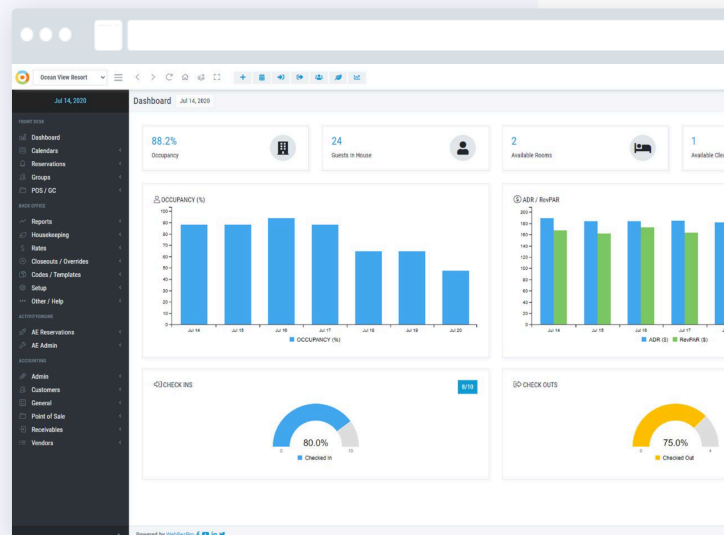 Ocean View Resort
Jul 14, 2020
Dashboard Jul 14, 2020
FRONT DESK
Dashboard
Calendars
Reservations
Groups
POS / GC
BACK OFFICE
Reports
Housekeeping
Rates
Closeouts / Overrides
Codes / Templates
Setup
Other / Help
AE Reservations
AE Admin
ACCOUNTING
Admin
Customers
General
Point of Sale
Receivables
Vendors
88.2%
Occupancy
24
Guests In House
2
Available Rooms
1
Available
OCCUPANCY (%)
100
90
80
70
60
50
40
30
20
10
0
Jul 14 Jul 15 Jul 16 Jul 17 Jul 18 Jul 19 Jul 20
OCCUPANCY (%)
ADR / RevPAR
200
180
160
140
120
100
80
60
40
20
0
Jul 14 Jul 15 Jul 16 Jul 17
ADR ($) RevPAR ($)
CHECK INS
8/10
80.0%
0 10
Checked In
CHECK OUTS
75.0%
0 4
Checked Out
Powered by WebRezPro